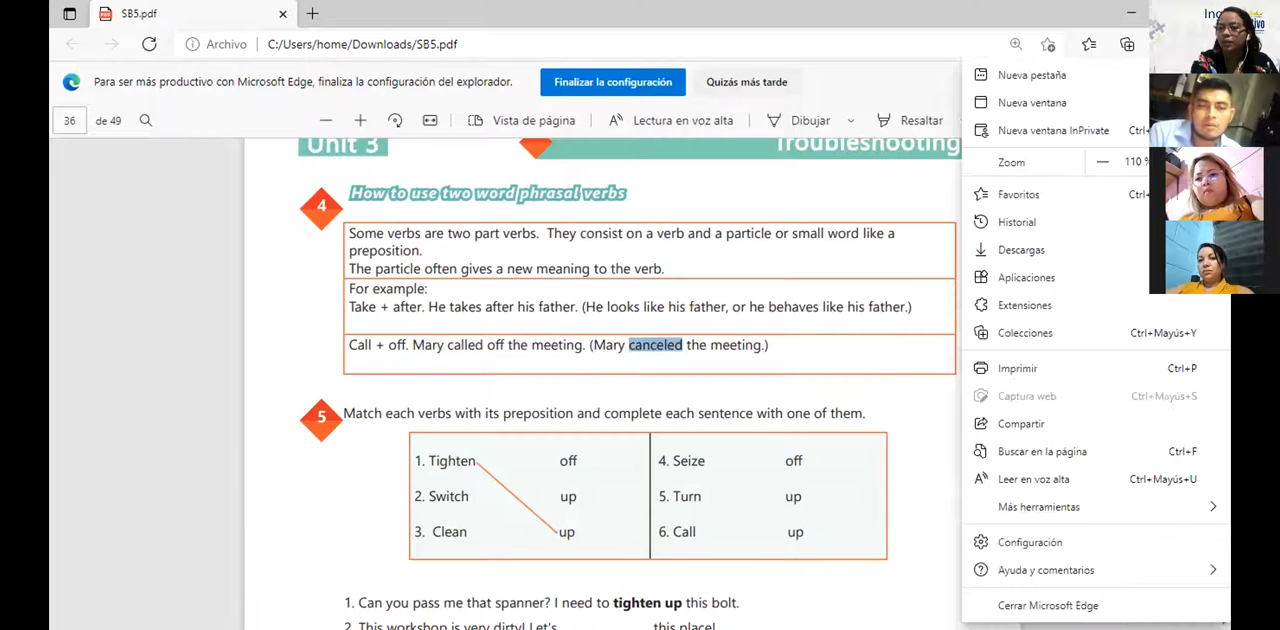 SB5.pdf
Archivo
C:/Users/home/Downloads/SB5.pdf
Para ser más productivo con Microsoft Edge, finaliza la configuración del explorador.
Finalizar la configuración
Quizás más tarde
36
de 49
Vista de página
Lectura en voz alta
Dibujar
Resaltar
Unit 3
Troubleshooting
4
How to use two word phrasal verbs
Some verbs are two part verbs. They consist on a verb and a particle or small word like a
preposition.
The particle often gives a new meaning to the verb.
For example:
Take + after. He takes after his father. (He looks like his father, or he behaves like his father.)
Call + off. Mary called off the meeting. (Mary canceled the meeting.)
5
Match each verbs with its preposition and complete each sentence with one of them.
1. Tighten off 4. Seize off
2. Switch up 5. Turn up
3. Clean up 6. Call up
1. Can you pass me that spanner? I need to tighten up this bolt.
2. This workshop is very dirty! Let's ________ this place!
Nueva pestaña
Nueva ventana
Nueva ventana InPrivate
Zoom
110 %
Favoritos
Historial
Descargas
Aplicaciones
Extensiones
Colecciones Ctrl+Mayús+Y
Imprimir Ctrl+P
Captura web Ctrl+Mayús+S
Compartir
Buscar en la página Ctrl+F
Leer en voz alta Ctrl+Mayús+U
Más herramientas
Configuración
Ayuda y comentarios
Cerrar Microsoft Edge